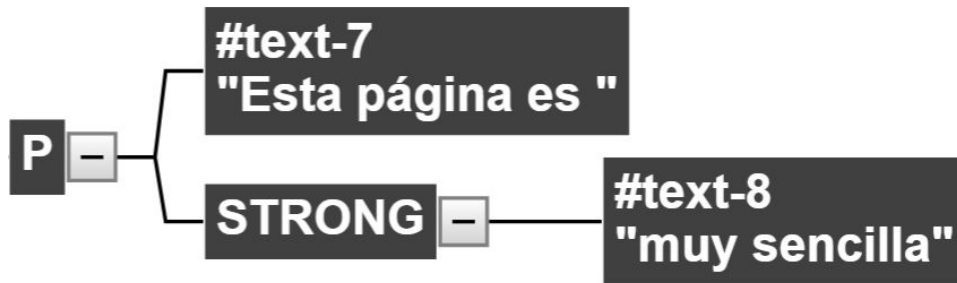 #text-7
"Esta página es "
P
STRONG
#text-8
"muy sencilla"